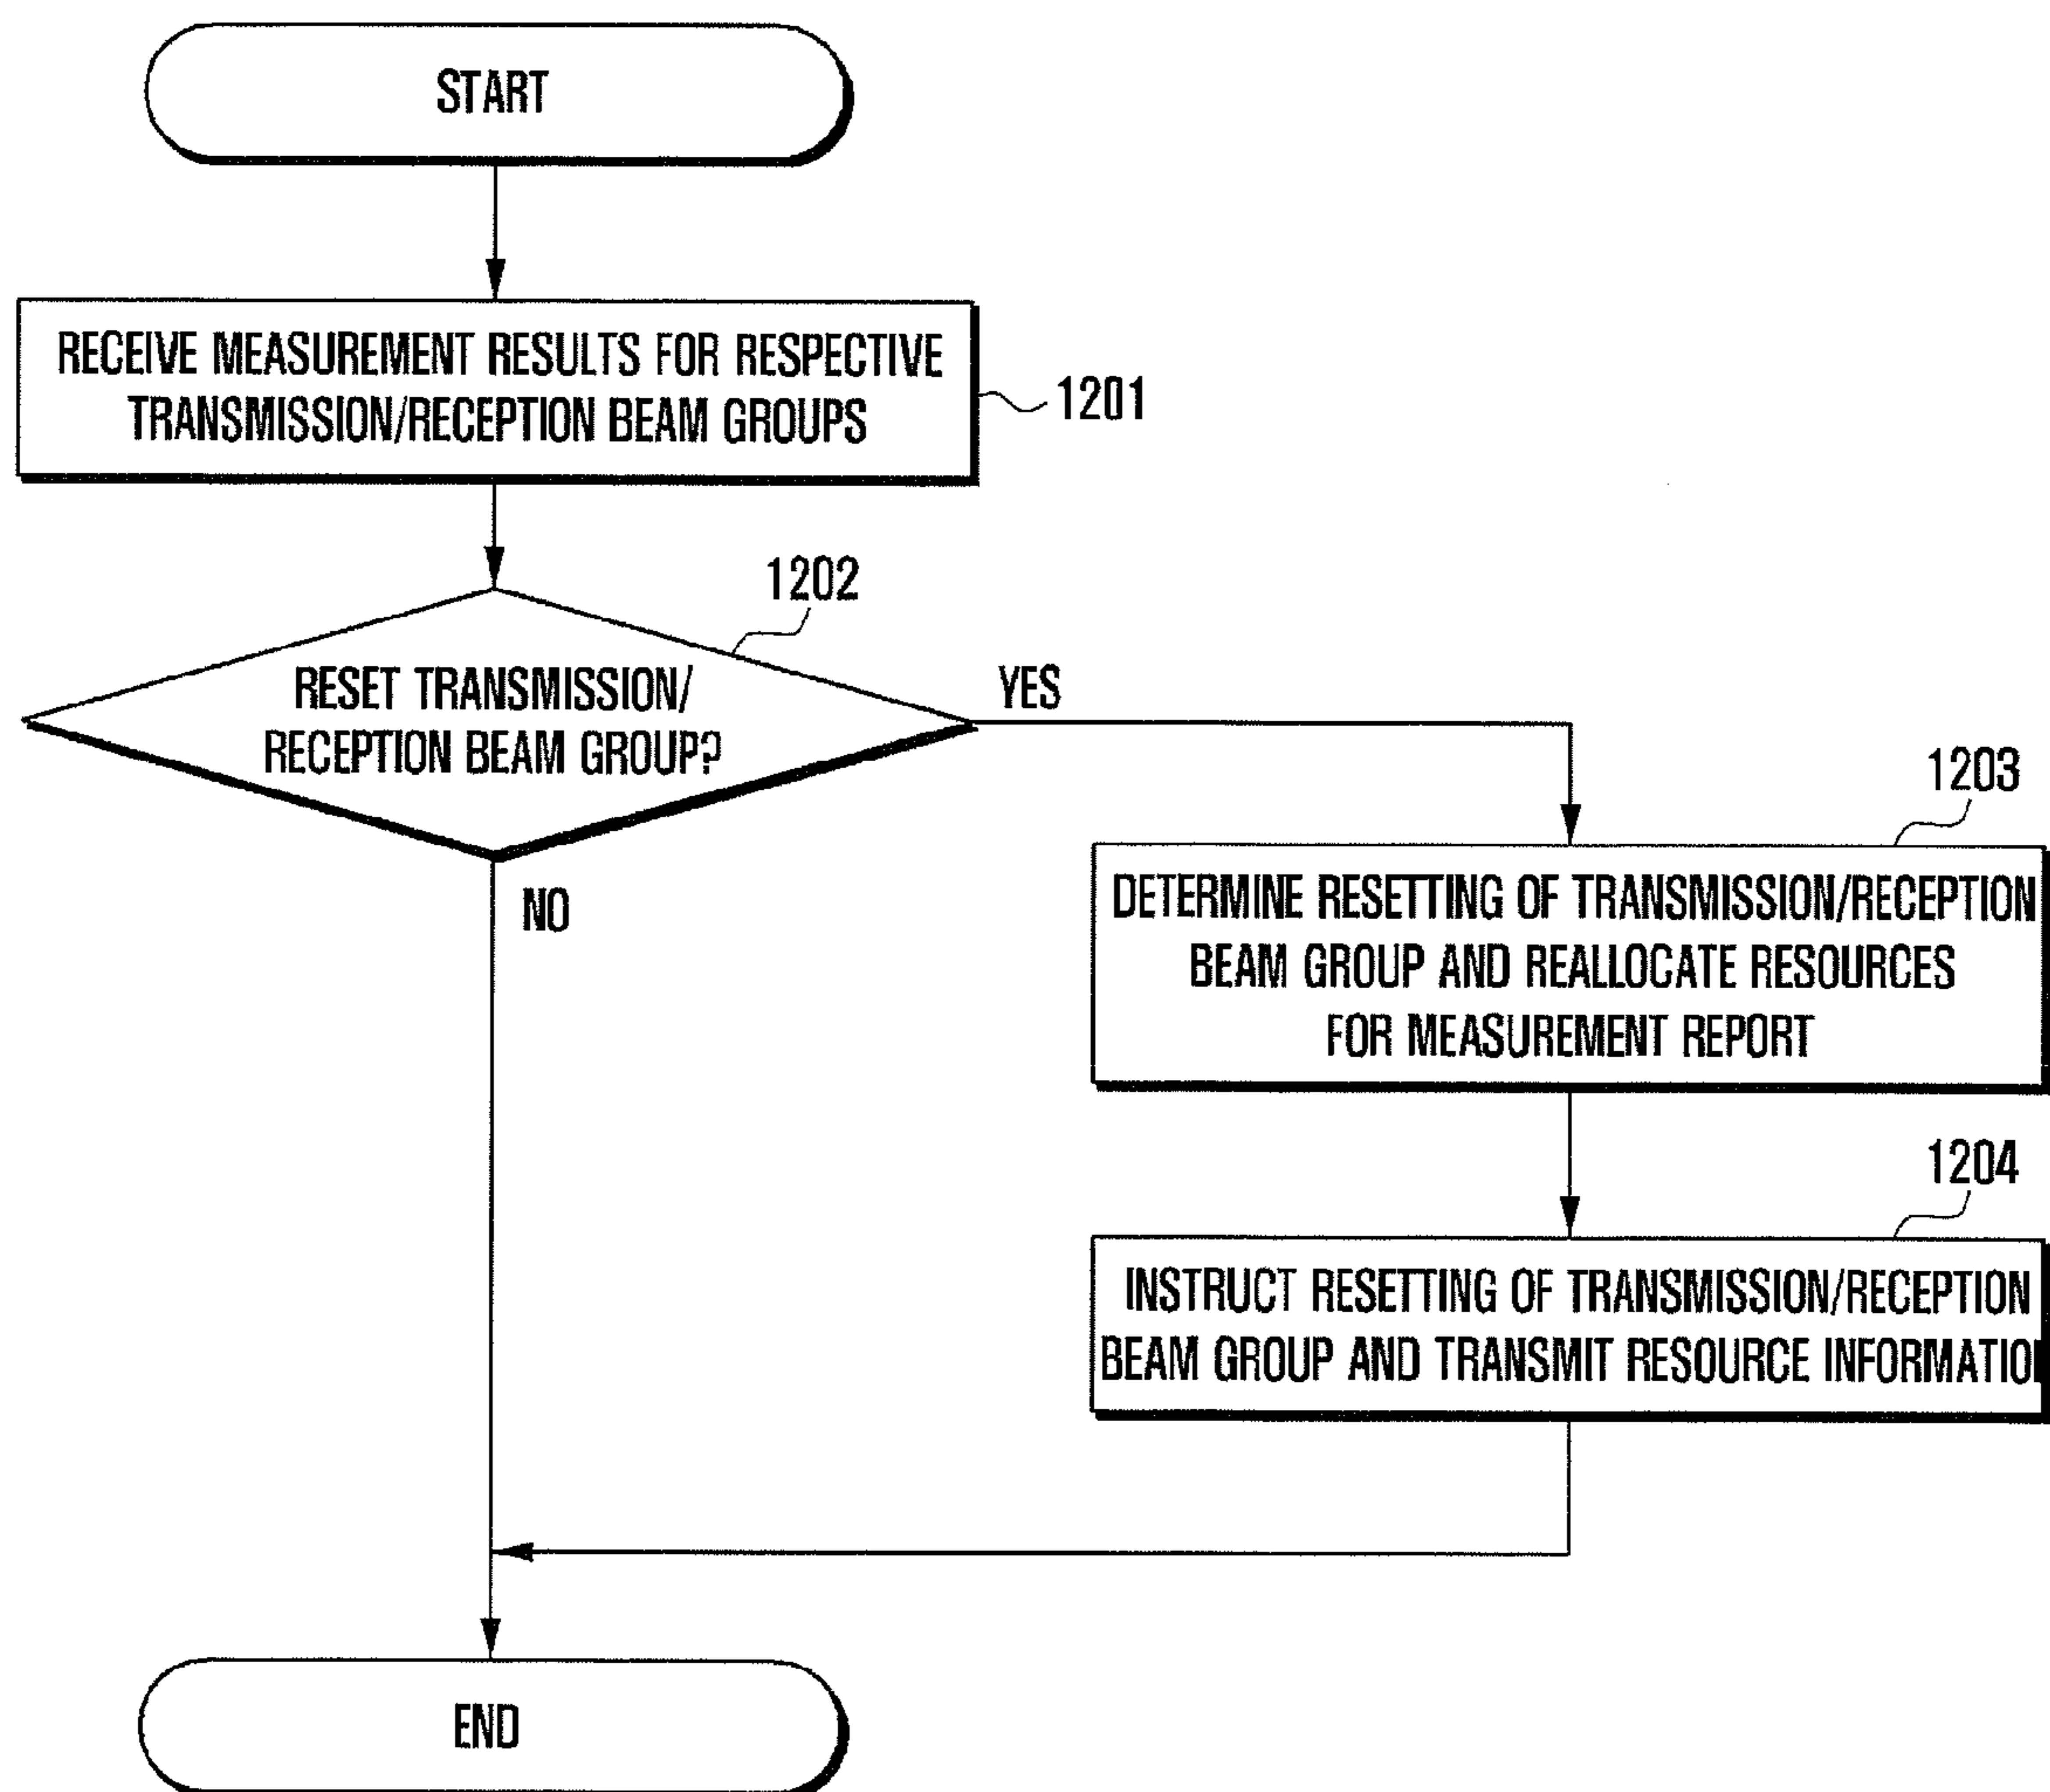 START
RECEIVE MEASUREMENT RESULTS FOR RESPECTIVE
TRANSMISSION/RECEPTION BEAM GROUPS
1201
1202
RESET TRANSMISSION/
RECEPTION BEAM GROUP?
YES
NO
1203
DETERMINE RESETTING OF TRANSMISSION/RECEPTION
BEAM GROUP AND REALLOCATE RESOURCES
FOR MEASUREMENT REPORT
1204
INSTRUCT RESETTING OF TRANSMISSION/RECEPTION
BEAM GROUP AND TRANSMIT RESOURCE INFORMATION
END